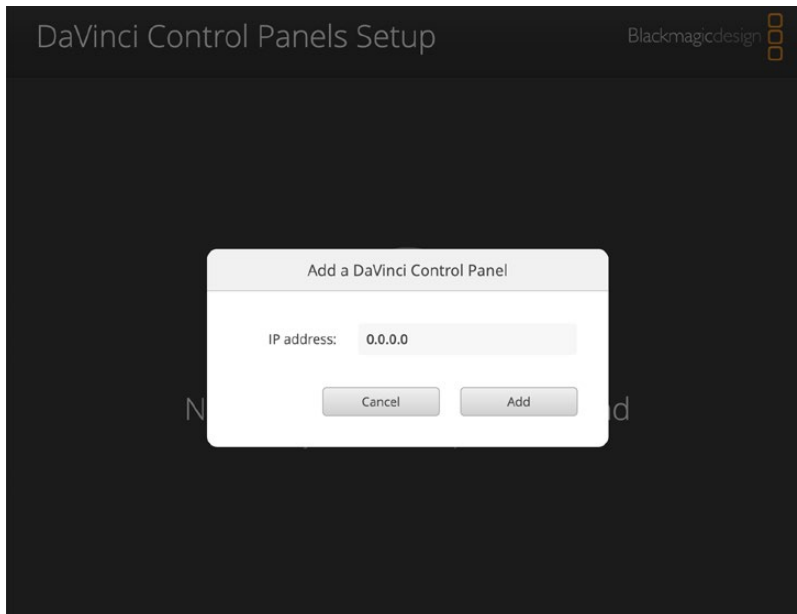 DaVinci Control Panels Setup
Blackmagicdesign
Add a DaVinci Control Panel
IP address: 0.0.0.0
Cancel Add